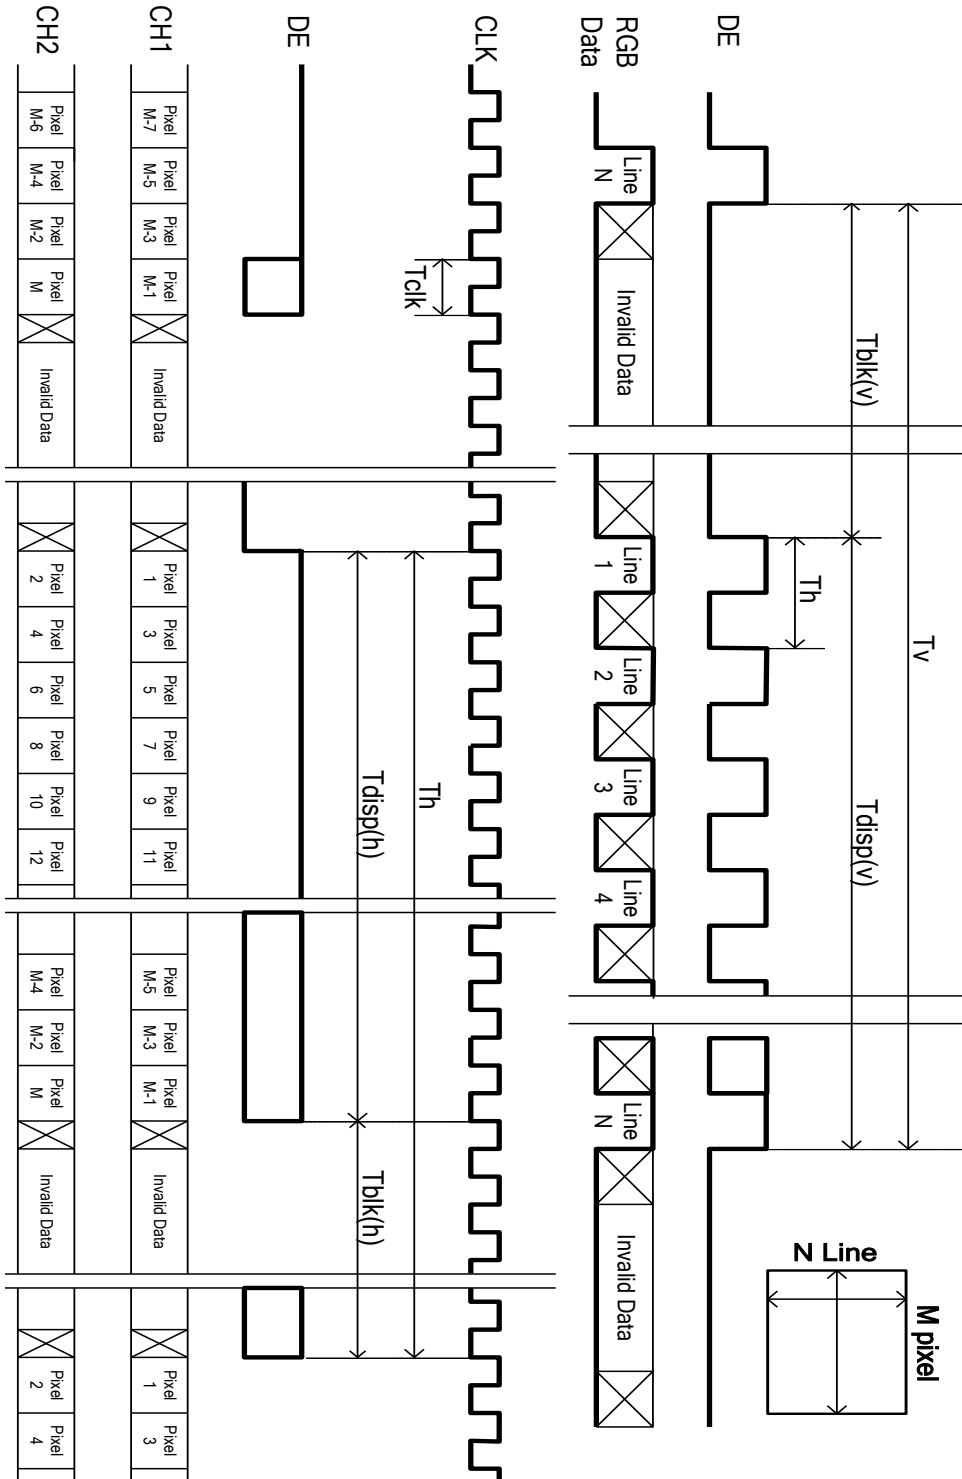 Tv
Tblk(v)
Tdisp(v)
Th
DE
RGB
Data
Line
N
Invalid Data
Line
1
Line
2
Line
3
Line
4
Line
N
Invalid Data
N Line
M pixel
CLK
Tclk
Th
Tdisp(h)
Tblk(h)
DE
CH1
Pixel
M-7
Pixel
M-5
Pixel
M-3
Pixel
M-1
Invalid Data
Pixel
1
Pixel
3
Pixel
5
Pixel
7
Pixel
9
Pixel
11
Pixel
M-5
Pixel
M-3
Pixel
M-1
Invalid Data
Pixel
1
Pixel
3
CH2
Pixel
M-6
Pixel
M-4
Pixel
M-2
Pixel
M
Invalid Data
Pixel
2
Pixel
4
Pixel
6
Pixel
8
Pixel
10
Pixel
12
Pixel
M-4
Pixel
M-2
Pixel
M
Invalid Data
Pixel
2
Pixel
4